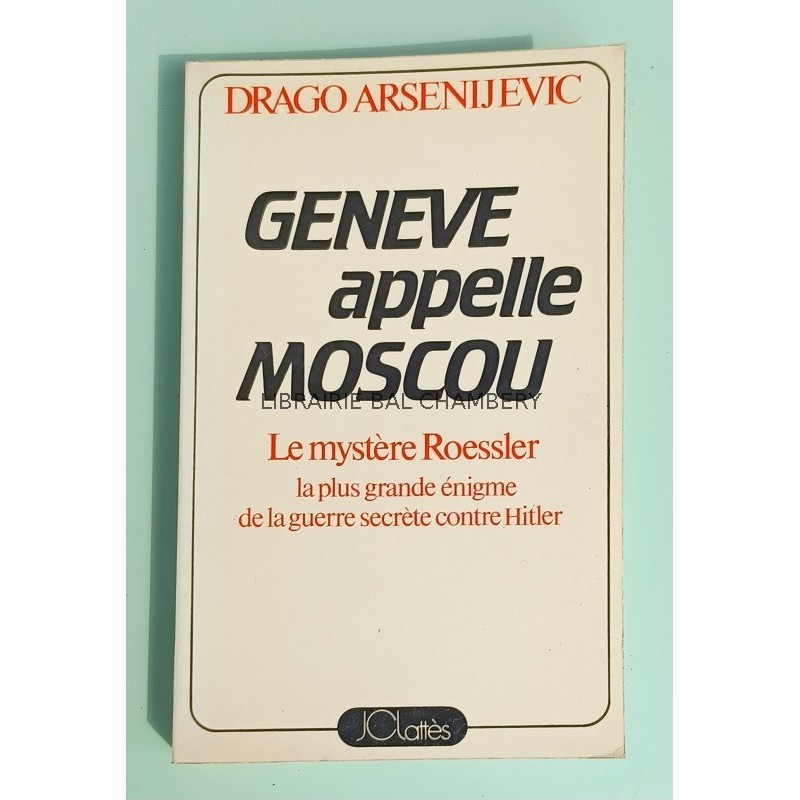 DRAGO ARSENIJEVIC
GENEVE
appelle
MOSCOU
LIBRAIRIE BAL CHAMBERY
Le mystère Roessler
la plus grande énigme
de la guerre secrète contre Hitler
JClattès